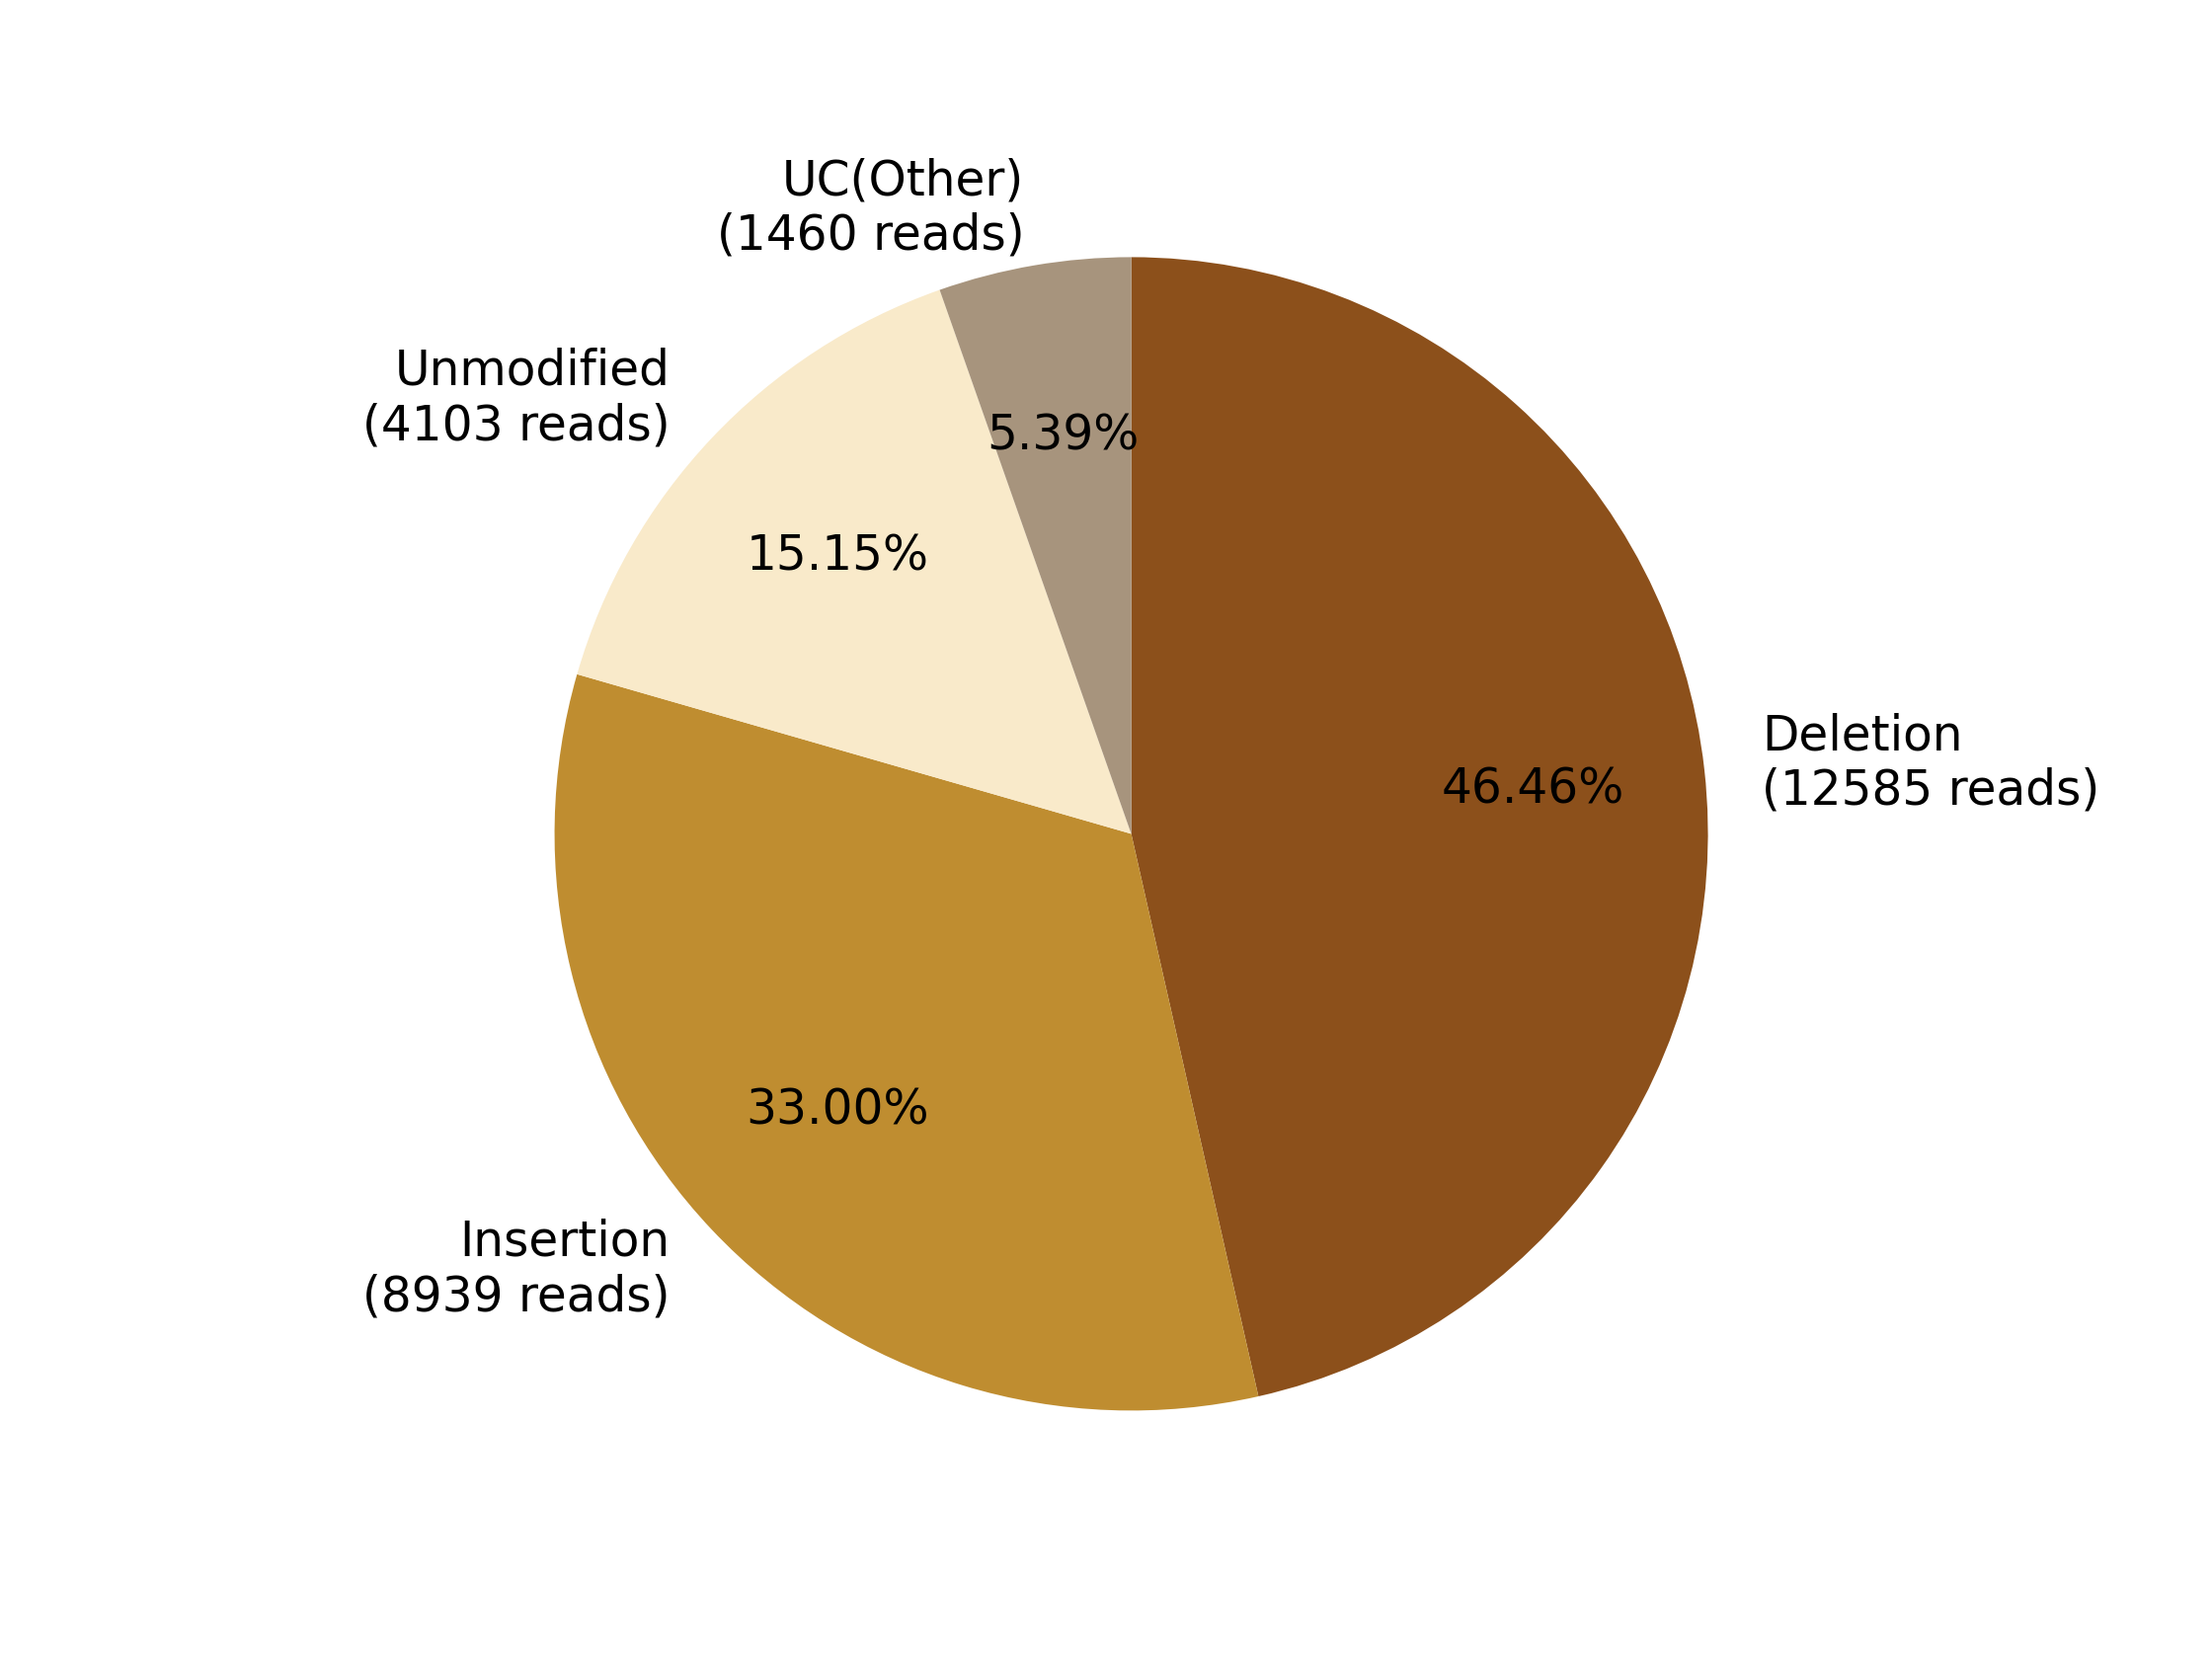 UC(Other)
(1460 reads)
5.39%
Unmodified
(4103 reads)
15.15%
Deletion
(12585 reads)
46.46%
33.00%
Insertion
(8939 reads)